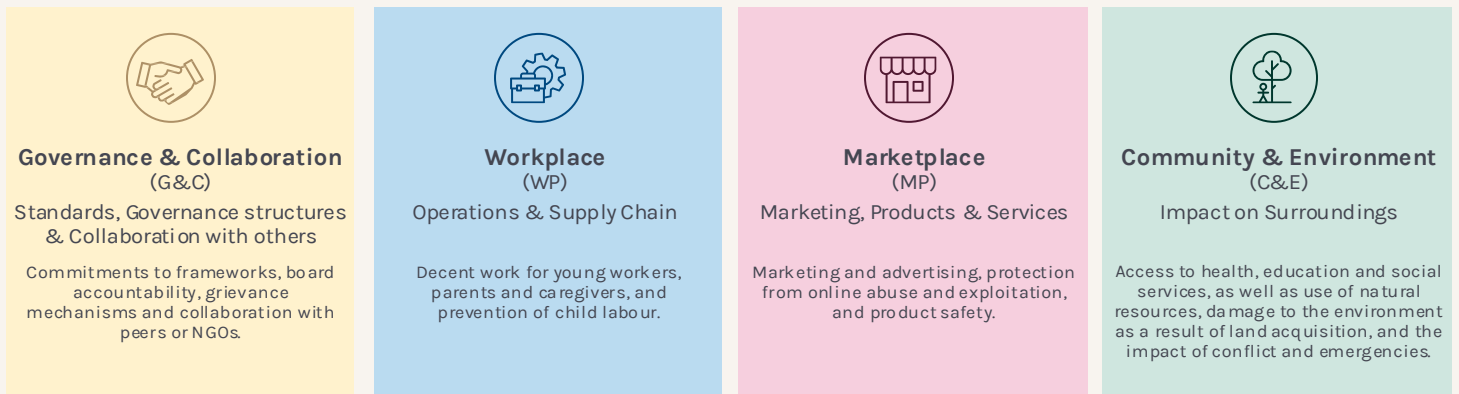 Governance & Collaboration
(G&C)
Standards, Governance structures
& Collaboration with others
Commitments to frameworks, board
accountability, grievance
mechanisms and collaboration with
peers or NGOs.
Workplace
(WP)
Operations & Supply Chain
Decent work for young workers,
parents and caregivers, and
prevention of child labour.
Marketplace
(MP)
Marketing, Products & Services
Marketing and advertising, protection
from online abuse and exploitation,
and product safety.
Community & Environment
(C&E)
Impact on Surroundings
Access to health, education and social
services, as well as use of natural
resources, damage to the environment
as a result of land acquisition, and the
impact of conflict and emergencies.